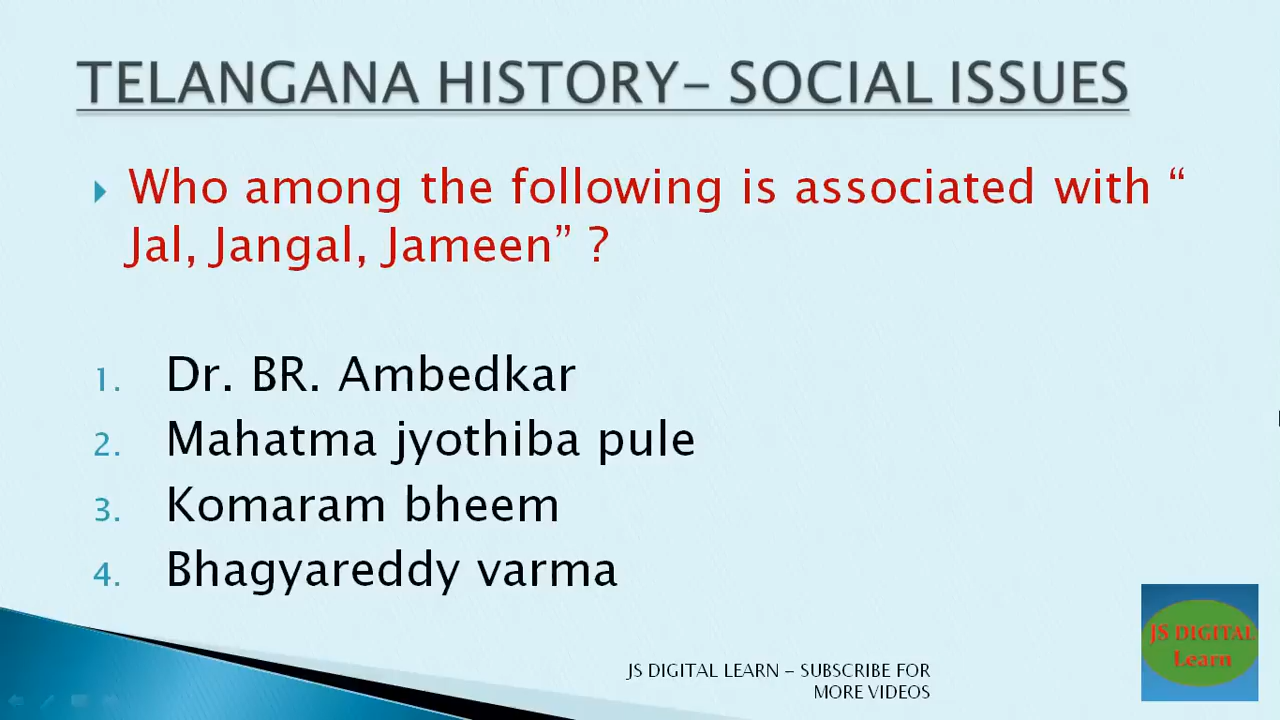 TELANGANA HISTORY- SOCIAL ISSUES
Who among the following is associated with “
Jal, Jangal, Jameen” ?
1. Dr. BR. Ambedkar
2. Mahatma jyothiba pule
3. Komaram bheem
4. Bhagyareddy varma
JS DIGITAL
Learn
JS DIGITAL LEARN – SUBSCRIBE FOR
MORE VIDEOS